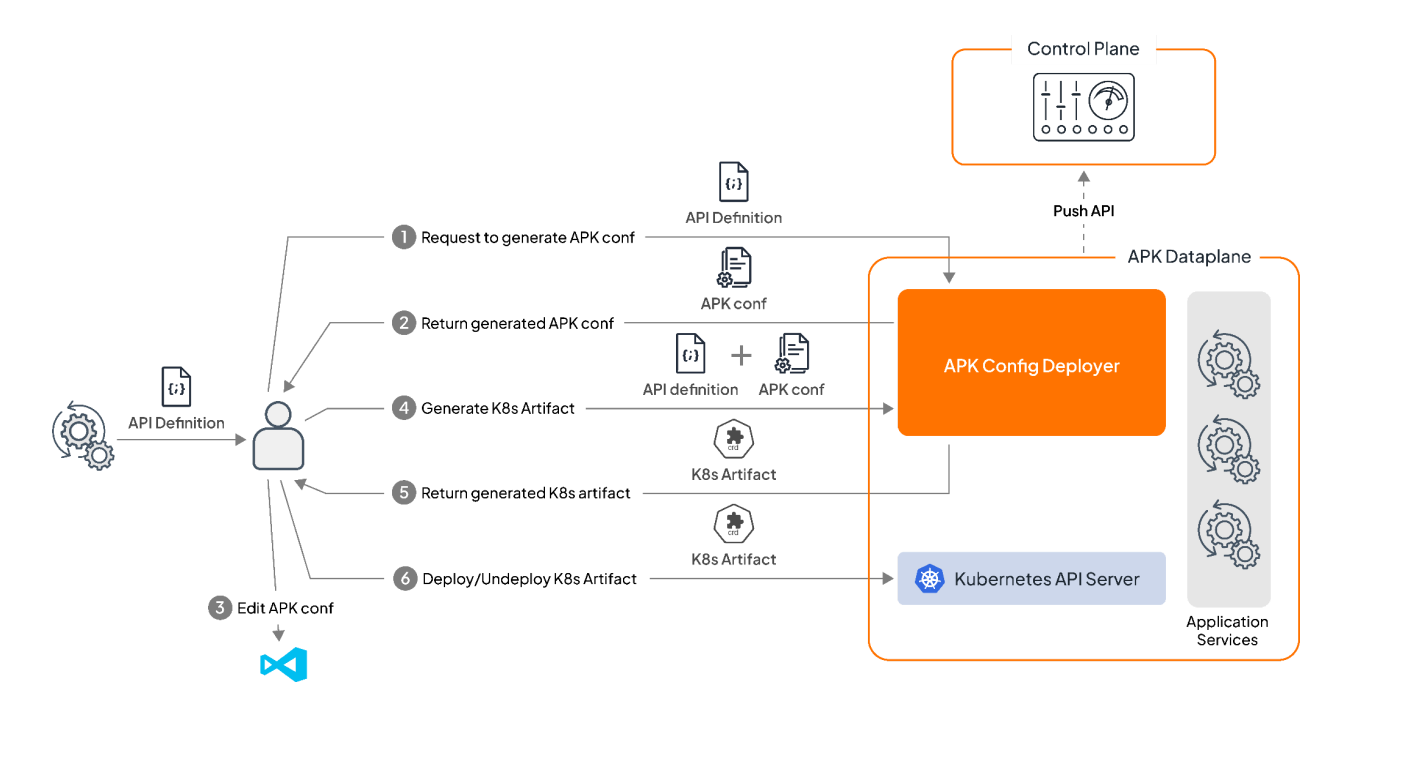 Control Plane
Push API
{;}
API Definition
1 Request to generate APK conf
APK Dataplane
APK conf
2 Return generated APK conf
{;}
+
API definition
APK conf
APK Config Deployer
{;}
API Definition
4 Generate K8s Artifact
crd
K8s Artifact
5 Return generated K8s artifact
crd
K8s Artifact
6 Deploy/Undeploy K8s Artifact
Kubernetes API Server
3 Edit APK conf
Application
Services